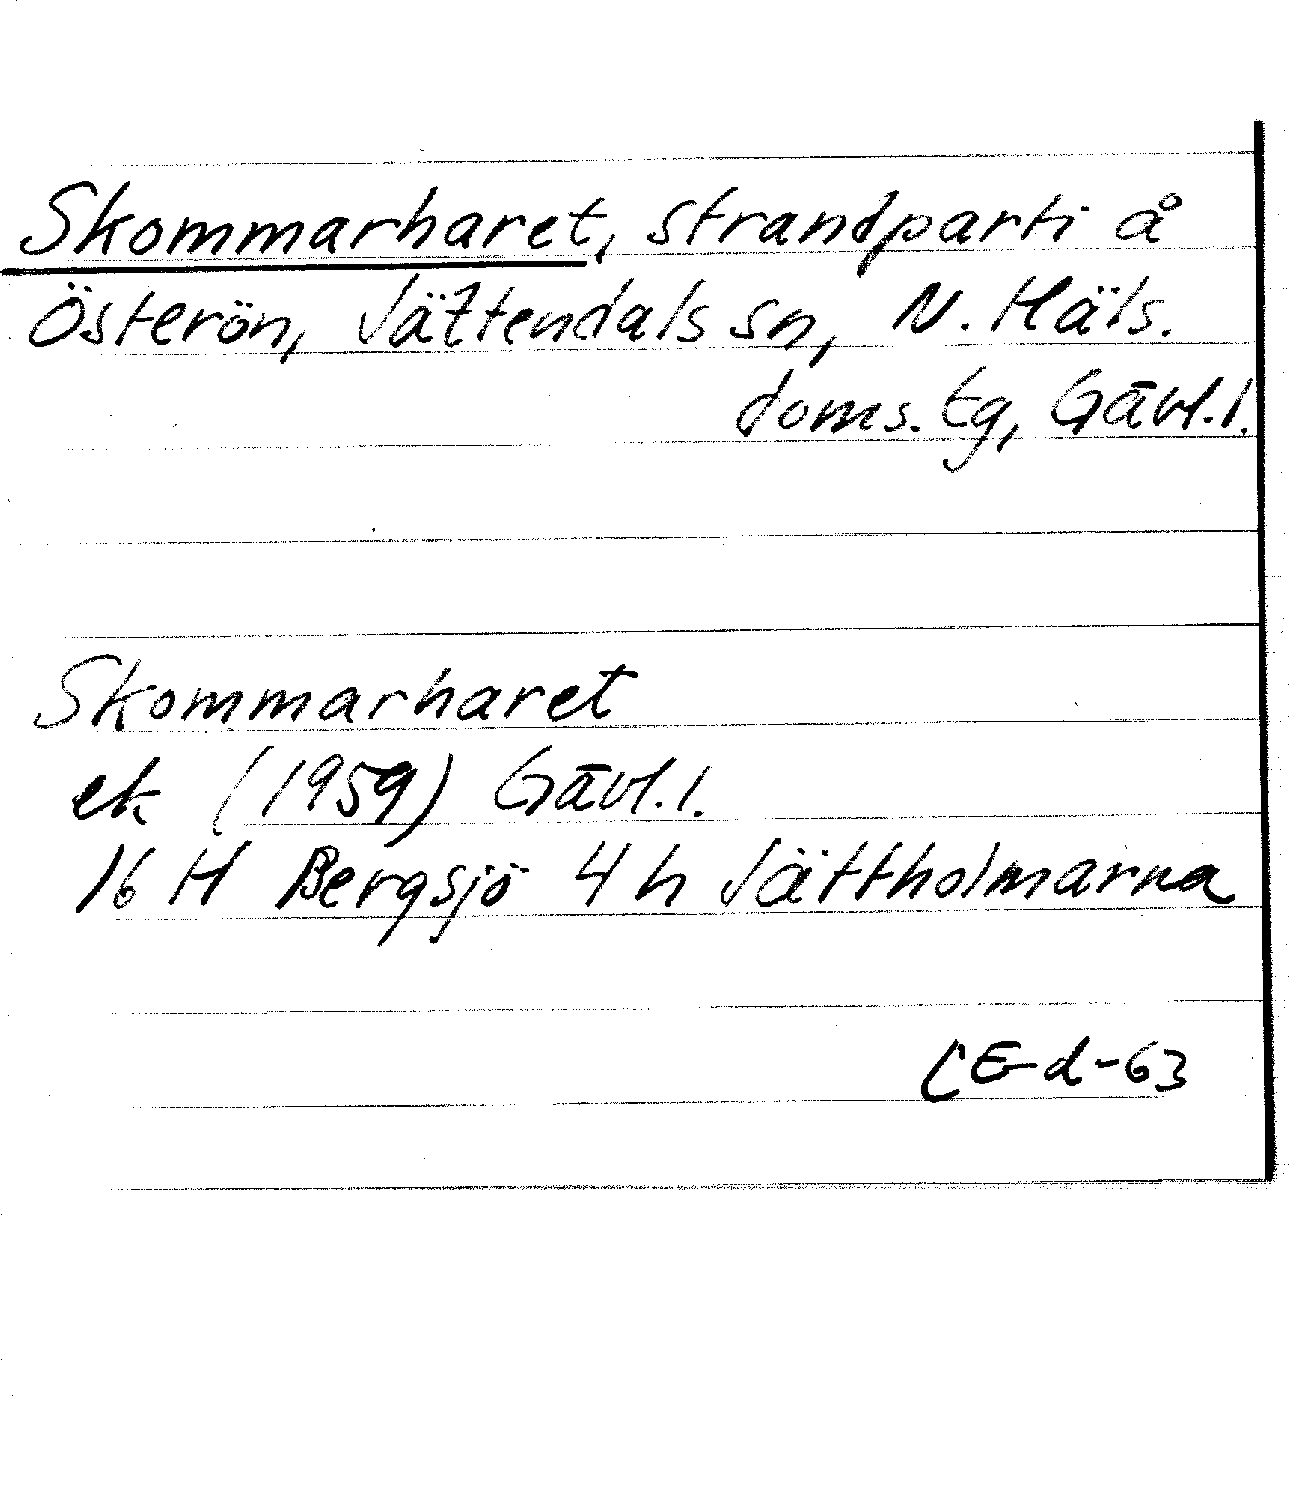 Skommarharet, strandparti å
Österön, Jättendals sn, N. Häls.
doms. tg, Gävl. l.
Skommarharet
ek (1959) Gävl. l.
16 H Bergsjö 4 h Jättholmarna
CE-d-63